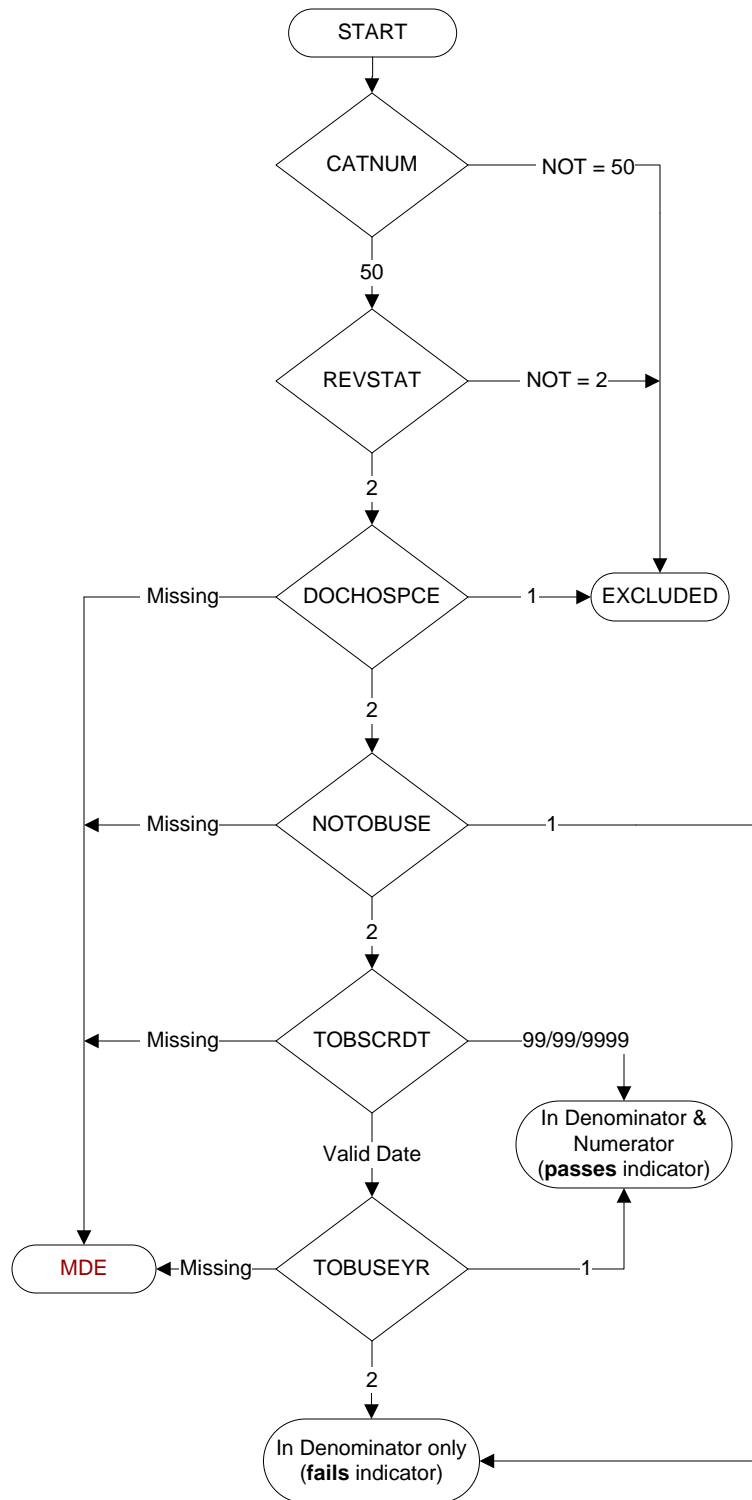 START
CATNUM
NOT = 50
50
REVSTAT
NOT = 2
2
Missing
DOCHOSPCE
1
EXCLUDED
2
Missing
NOTOBUSE
1
2
Missing
TOBSCRDT
99/99/9999
In Denominator &
Numerator
(passes indicator)
Valid Date
MDE
Missing
TOBUSEYR
1
2
In Denominator only
(fails indicator)